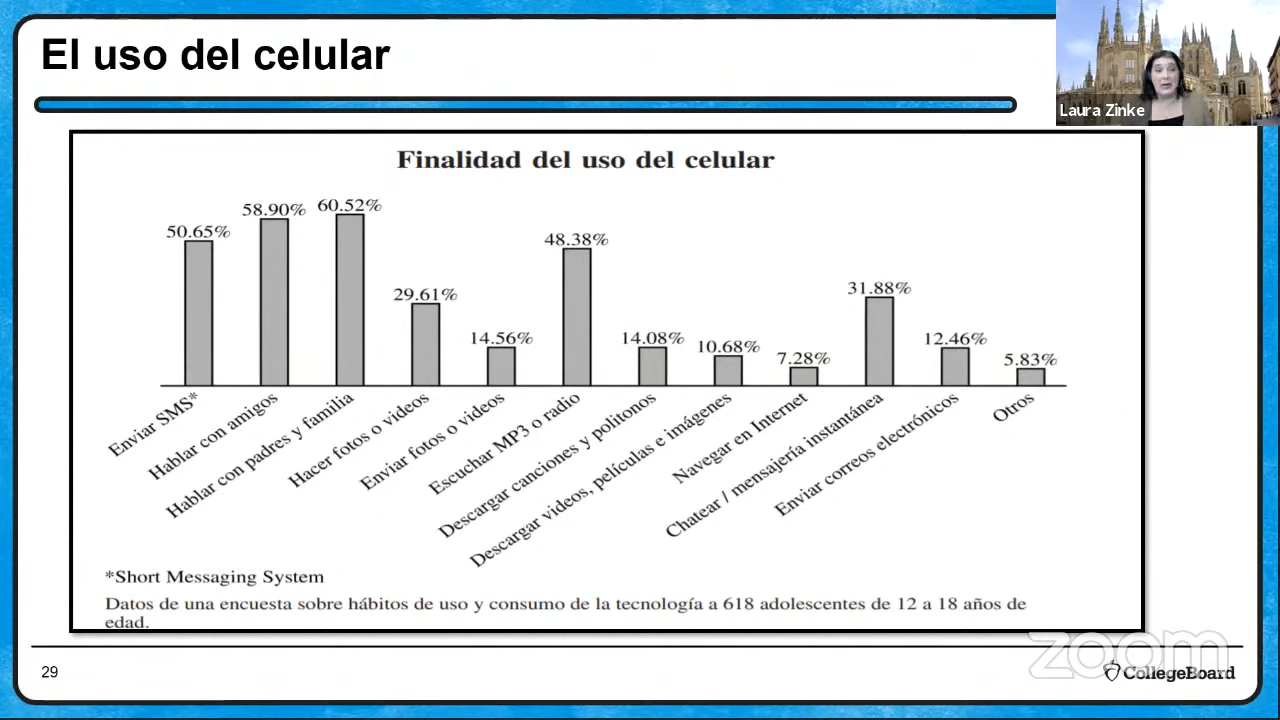 El uso del celular
Laura Zinke
Finalidad del uso del celular
50.65%
58.90%
60.52%
29.61%
14.56%
48.38%
14.08%
10.68%
7.28%
31.88%
12.46%
5.83%
Enviar SMS*
Hablar con amigos
Hablar con padres y familia
Hacer fotos o videos
Enviar fotos o videos
Escuchar MP3 o radio
Descargar canciones y politonos
Descargar videos, películas e imágenes
Navegar en Internet
Chatear / mensajería instantánea
Enviar correos electrónicos
Otros
*Short Messaging System
Datos de una encuesta sobre hábitos de uso y consumo de la tecnología a 618 adolescentes de 12 a 18 años de
edad.
zoom
29
CollegeBoard